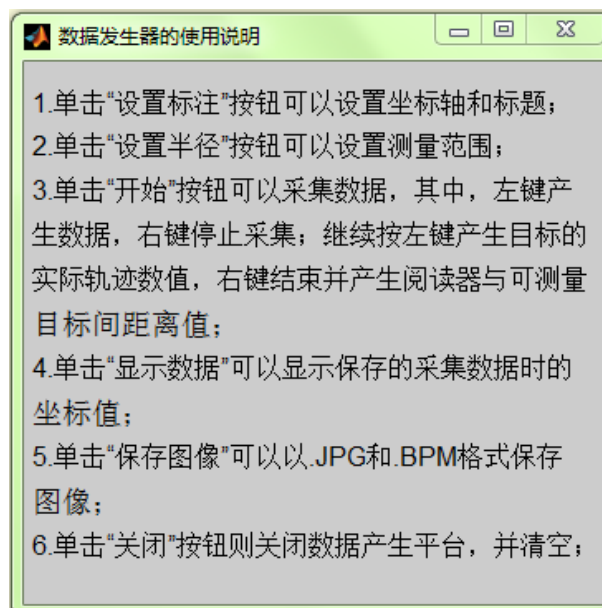 数据发生器的使用说明
1.单击“设置标注”按钮可以设置坐标轴和标题；
2.单击“设置半径”按钮可以设置测量范围；
3.单击“开始”按钮可以采集数据，其中，左键产
生数据，右键停止采集；继续按左键产生目标的
实际轨迹数值，右键结束并产生阅读器与可测量
目标间距离值；
4.单击“显示数据”可以显示保存的采集数据时的
坐标值；
5.单击“保存图像”可以以.JPG和.BPM格式保存
图像；
6.单击“关闭”按钮则关闭数据产生平台，并清空；